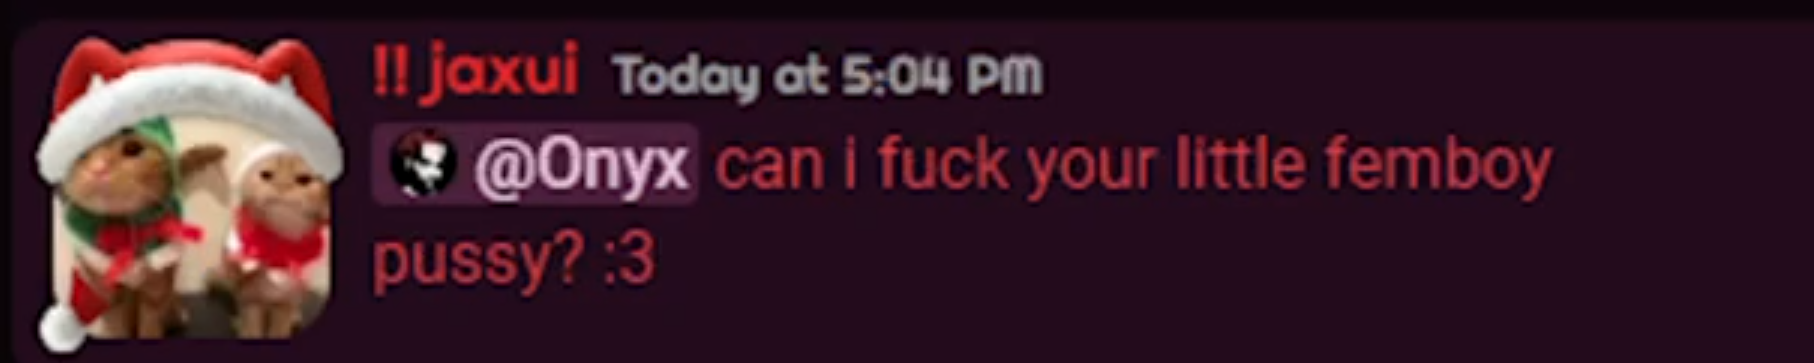 !! jaxui Today at 5:04 PM
@Onyx can i fuck your little femboy
pussy? :3